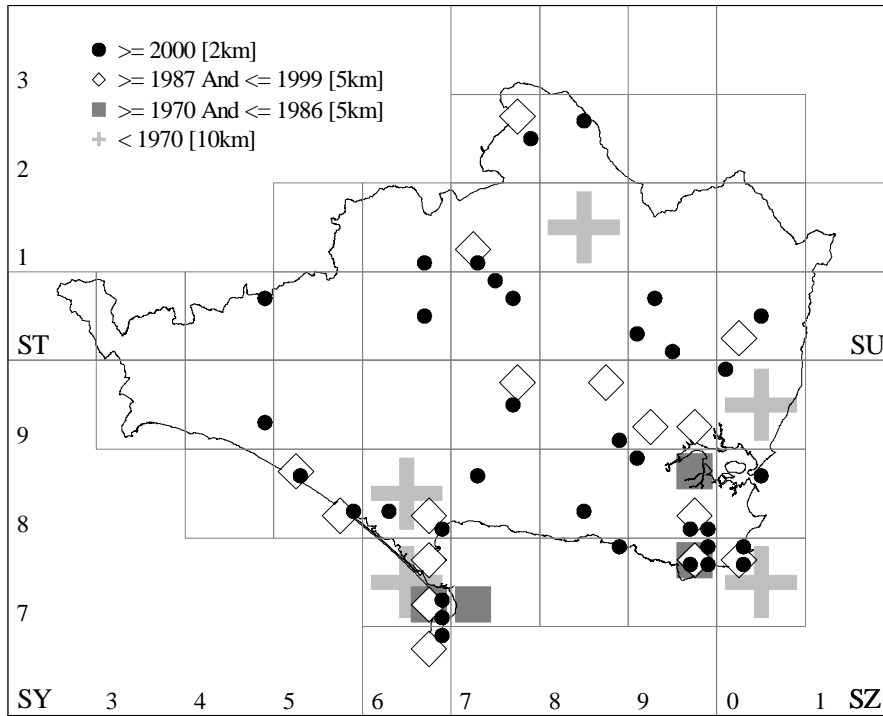 >= 2000 [2km]
>= 1987 And <= 1999 [5km]
>= 1970 And <= 1986 [5km]
< 1970 [10km]
3
2
1
ST
SU
9
8
7
SY 3 4 5 6 7 8 9 0 1 SZ